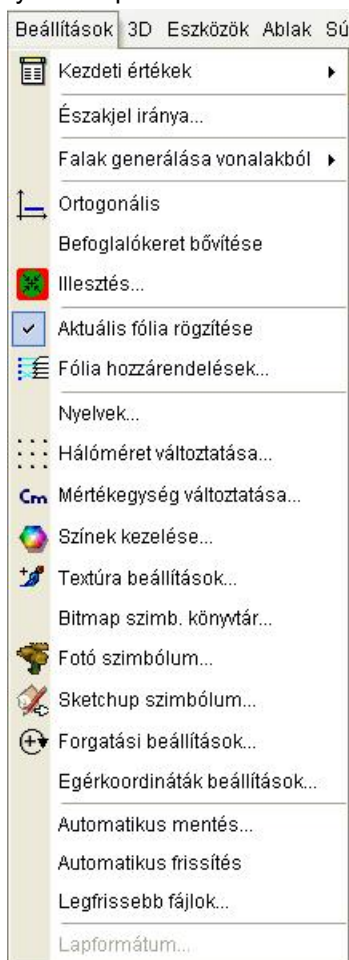 Beállítások 3D Eszközök Ablak
Kezdeti értékek
Északjel iránya...
Falak generálása vonalakból
Ortogonális
Befoglalókeret bővítése
Illesztés...
Aktuális fólia rögzítése
Fólia hozzárendelések...
Nyelvek...
Hálóméret változtatása...
Cm Mértékegység változtatása...
Színek kezelése...
Textúra beállítások...
Bitmap szimb. könyvtár...
Fotó szimbólum...
Sketchup szimbólum...
Forgatási beállítások...
Egérkoordináták beállítások...
Automatikus mentés...
Automatikus frissítés
Legfrissebb fájlok...
Lapformátum...